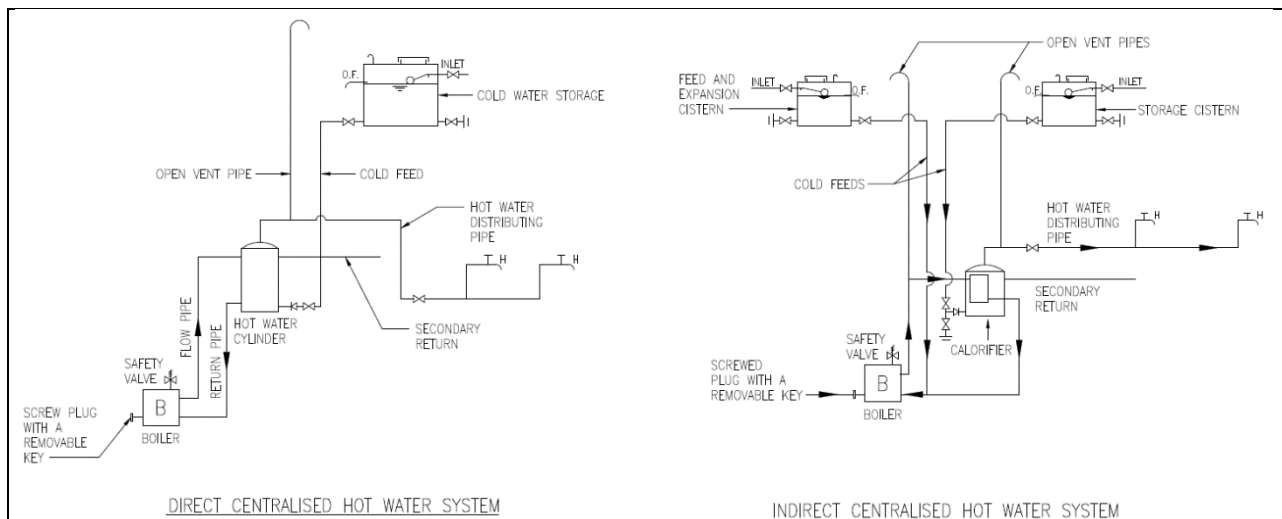 O.F.
INLET
COLD WATER STORAGE
OPEN VENT PIPE
COLD FEED
HOT WATER
DISTRIBUTING
PIPE
H
H
HOT WATER
CYLINDER
SECONDARY
RETURN
FLOW PIPE
RETURN PIPE
SAFETY
VALVE
B
BOILER
SCREW PLUG
WITH A
REMOVABLE
KEY
DIRECT CENTRALISED HOT WATER SYSTEM
OPEN VENT PIPES
FEED AND
EXPANSION
CISTERN
INLET
O.F.
O.F.
INLET
STORAGE CISTERN
COLD FEEDS
HOT WATER
DISTRIBUTING
PIPE
H
H
SECONDARY
RETURN
CALORIFIER
SAFETY
VALVE
SCREWED
PLUG WITH A
REMOVABLE KEY
B
BOILER
INDIRECT CENTRALISED HOT WATER SYSTEM